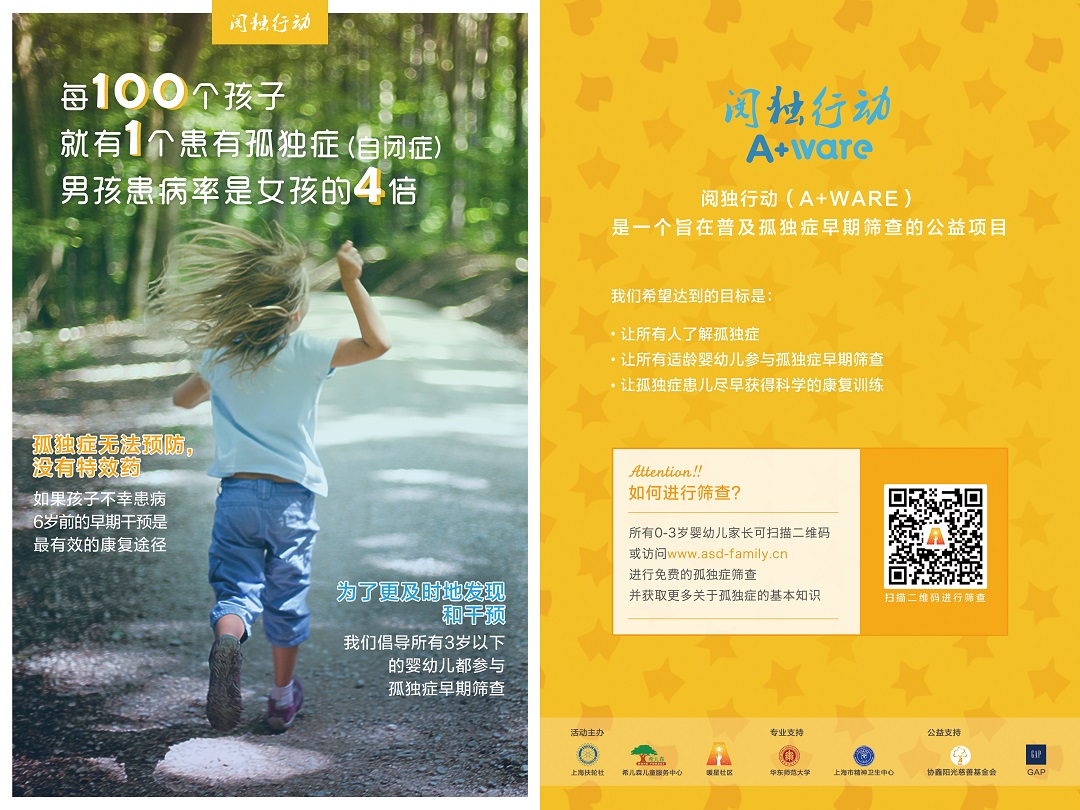 阅独行动
每100个孩子
就有1个患有孤独症(自闭症)
男孩患病率是女孩的4倍
孤独症无法预防,
没有特效药
如果孩子不幸患病
6岁前的早期干预是
最有效的康复途径
为了更及时地发现
和干预
我们倡导所有3岁以下
的婴幼儿都参与
孤独症早期筛查
阅独行动
A+ware
阅独行动(A+WARE)
是一个旨在普及孤独症早期筛查的公益项目
我们希望达到的目标是:
• 让所有人了解孤独症
• 让所有适龄婴幼儿参与孤独症早期筛查
• 让孤独症患儿尽早获得科学的康复训练
Attention!!
如何进行筛查?
所有0-3岁婴幼儿家长可扫描二维码
或访问www.asd-family.cn
进行免费的孤独症筛查
并获取更多关于孤独症的基本知识
扫描二维码进行筛查
活动主办
专业支持
公益支持
希儿森
GAP
上海扶轮社
希儿森儿童服务中心
暖星社区
华东师范大学
上海市精神卫生中心
协鑫阳光慈善基金会
GAP